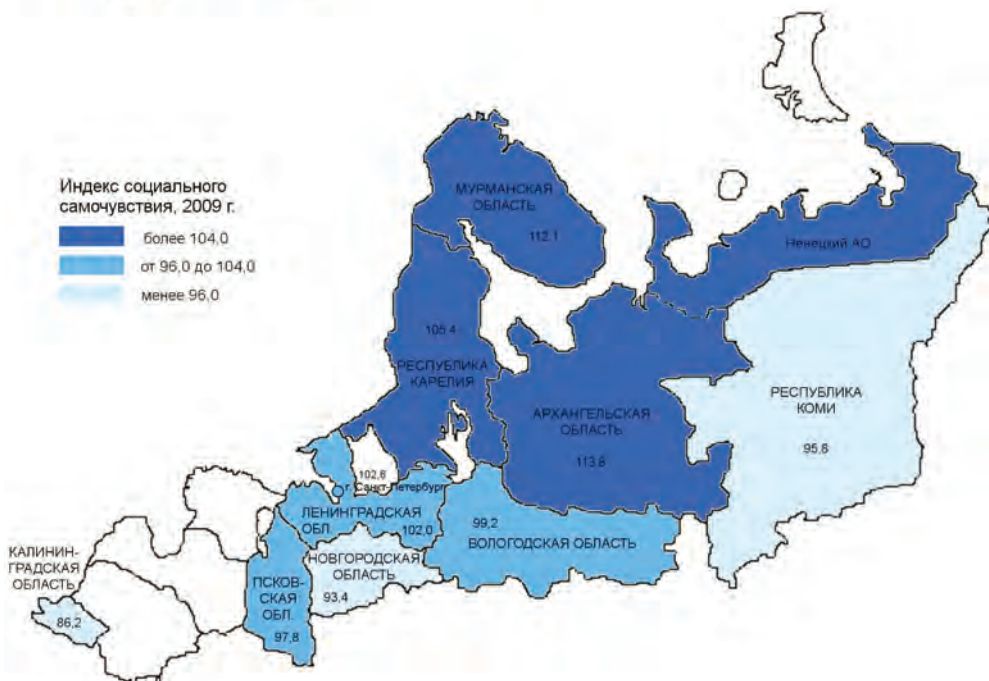 Индекс социального
самочувствия, 2009 г.
более 104,0
от 96,0 до 104,0
менее 96,0
МУРМАНСКАЯ
ОБЛАСТЬ
112,1
Ненецкий АО
105,4
РЕСПУБЛИКА
КАРЕЛИЯ
РЕСПУБЛИКА
КОМИ
95,6
АРХАНГЕЛЬСКАЯ
ОБЛАСТЬ
113,8
102,6
г. Санкт-Петербург
ЛЕНИНГРАДСКАЯ
ОБЛ.
102,0
99,2
ВОЛОГОДСКАЯ ОБЛАСТЬ
НОВГОРОДСКАЯ
ОБЛАСТЬ
93,4
ПСКОВ-
СКАЯ
ОБЛ.
97,8
КАЛИНИН-
ГРАДСКАЯ
ОБЛАСТЬ
86,2